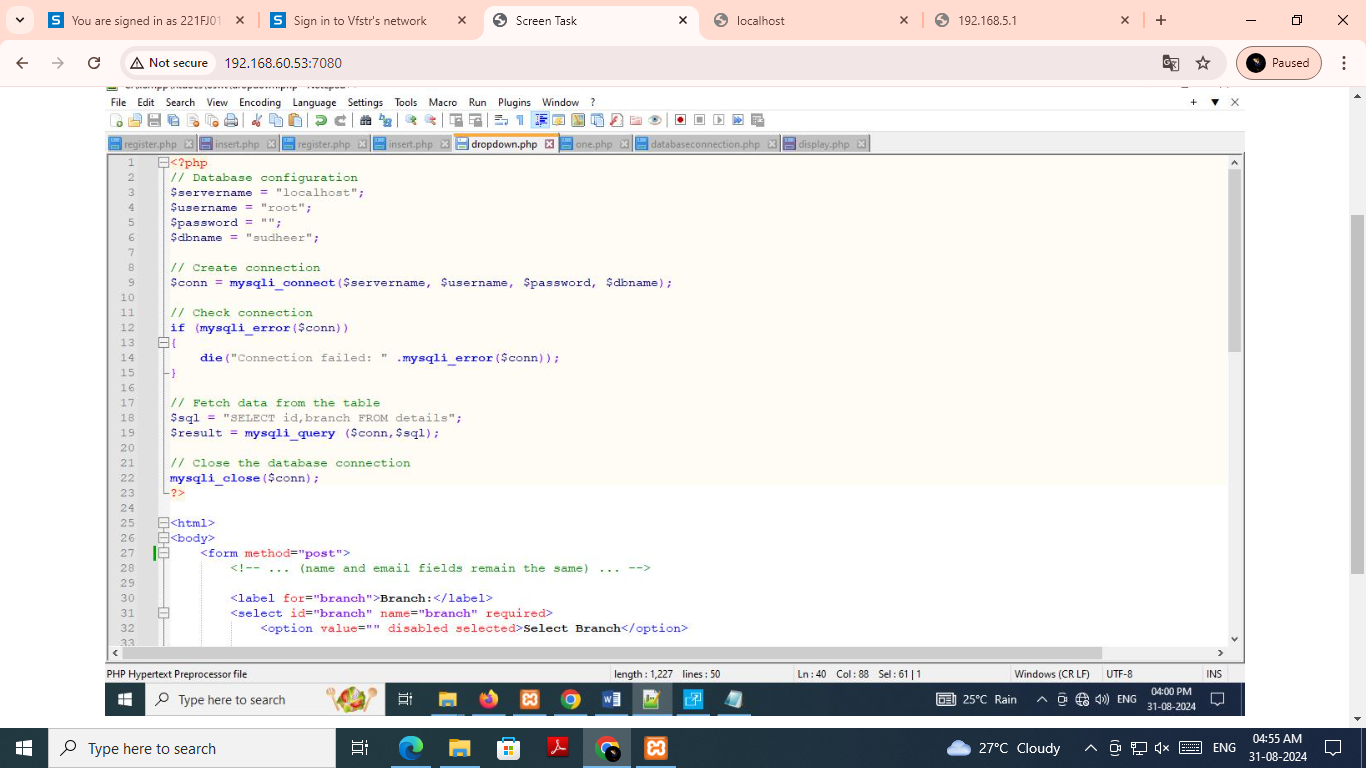 You are signed in as 221FJ01
Sign in to Vfstr's network
Screen Task
localhost
192.168.5.1
Not secure
192.168.60.53:7080
Paused
File Edit Search View Encoding Language Settings Tools Macro Run Plugins Window ?
register.php insert.php register.php insert.php dropdown.php one.php databaseconnection.php display.php
1 <?php
2 // Database configuration
3 $servername = "localhost";
4 $username = "root";
5 $password = "";
6 $dbname = "sudheer";
7
8 // Create connection
9 $conn = mysqli_connect($servername, $username, $password, $dbname);
10
11 // Check connection
12 if (mysqli_error($conn))
13 {
14 die("Connection failed: " .mysqli_error($conn));
15 }
16
17 // Fetch data from the table
18 $sql = "SELECT id,branch FROM details";
19 $result = mysqli_query ($conn,$sql);
20
21 // Close the database connection
22 mysqli_close($conn);
23 ?>
24
25 <html>
26 <body>
27 <form method="post">
28 <!-- ... (name and email fields remain the same) ... -->
29
30 <label for="branch">Branch:</label>
31 <select id="branch" name="branch" required>
32 <option value="" disabled selected>Select Branch</option>
33
PHP Hypertext Preprocessor file length : 1,227 lines : 50 Ln : 40 Col : 88 Sel : 61 | 1 Windows (CR LF) UTF-8 INS
Type here to search 25°C Rain ENG 04:00 PM
31-08-2024
Type here to search 27°C Cloudy ENG 04:55 AM
31-08-2024